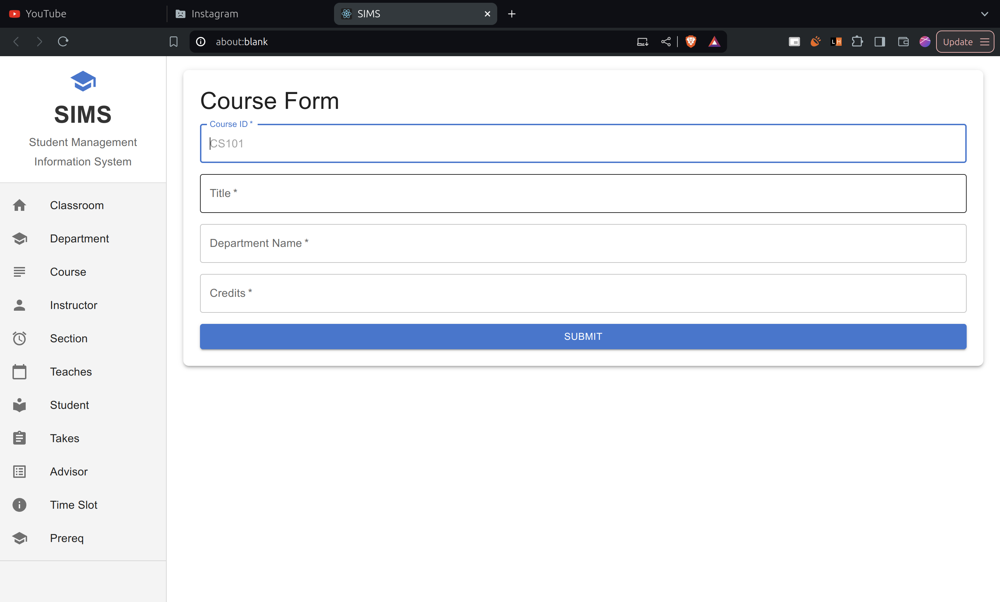 YouTube
Instagram
SIMS
about:blank
LH
Update
SIMS
Student Management
Information System
Classroom
Department
Course
Instructor
Section
Teaches
Student
Takes
Advisor
Time Slot
Prereq
Course Form
Course ID *
CS101
Title *
Department Name *
Credits *
SUBMIT